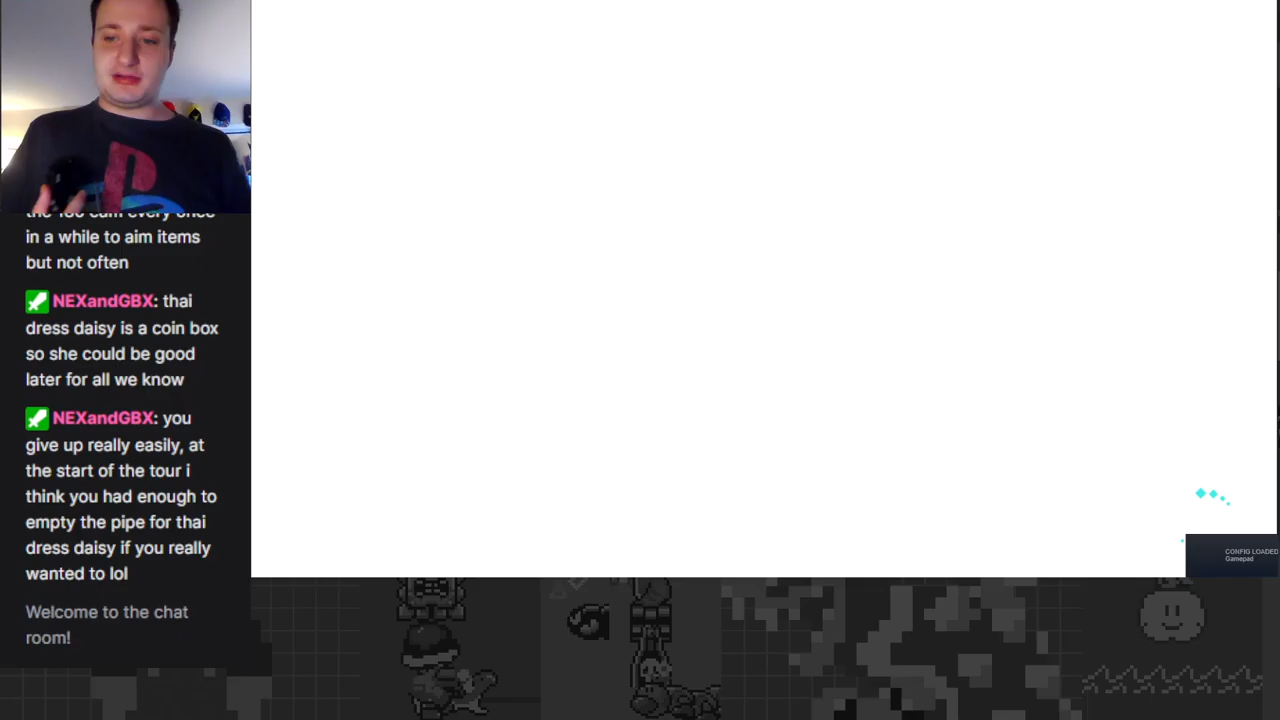 in a while to aim items
but not often
NEXandGBX: thai
dress daisy is a coin box
so she could be good
later for all we know
NEXandGBX: you
give up really easily, at
the start of the tour i
think you had enough to
empty the pipe for thai
dress daisy if you really
wanted to lol
Welcome to the chat
room!
CONFIG LOADED
Gamepad